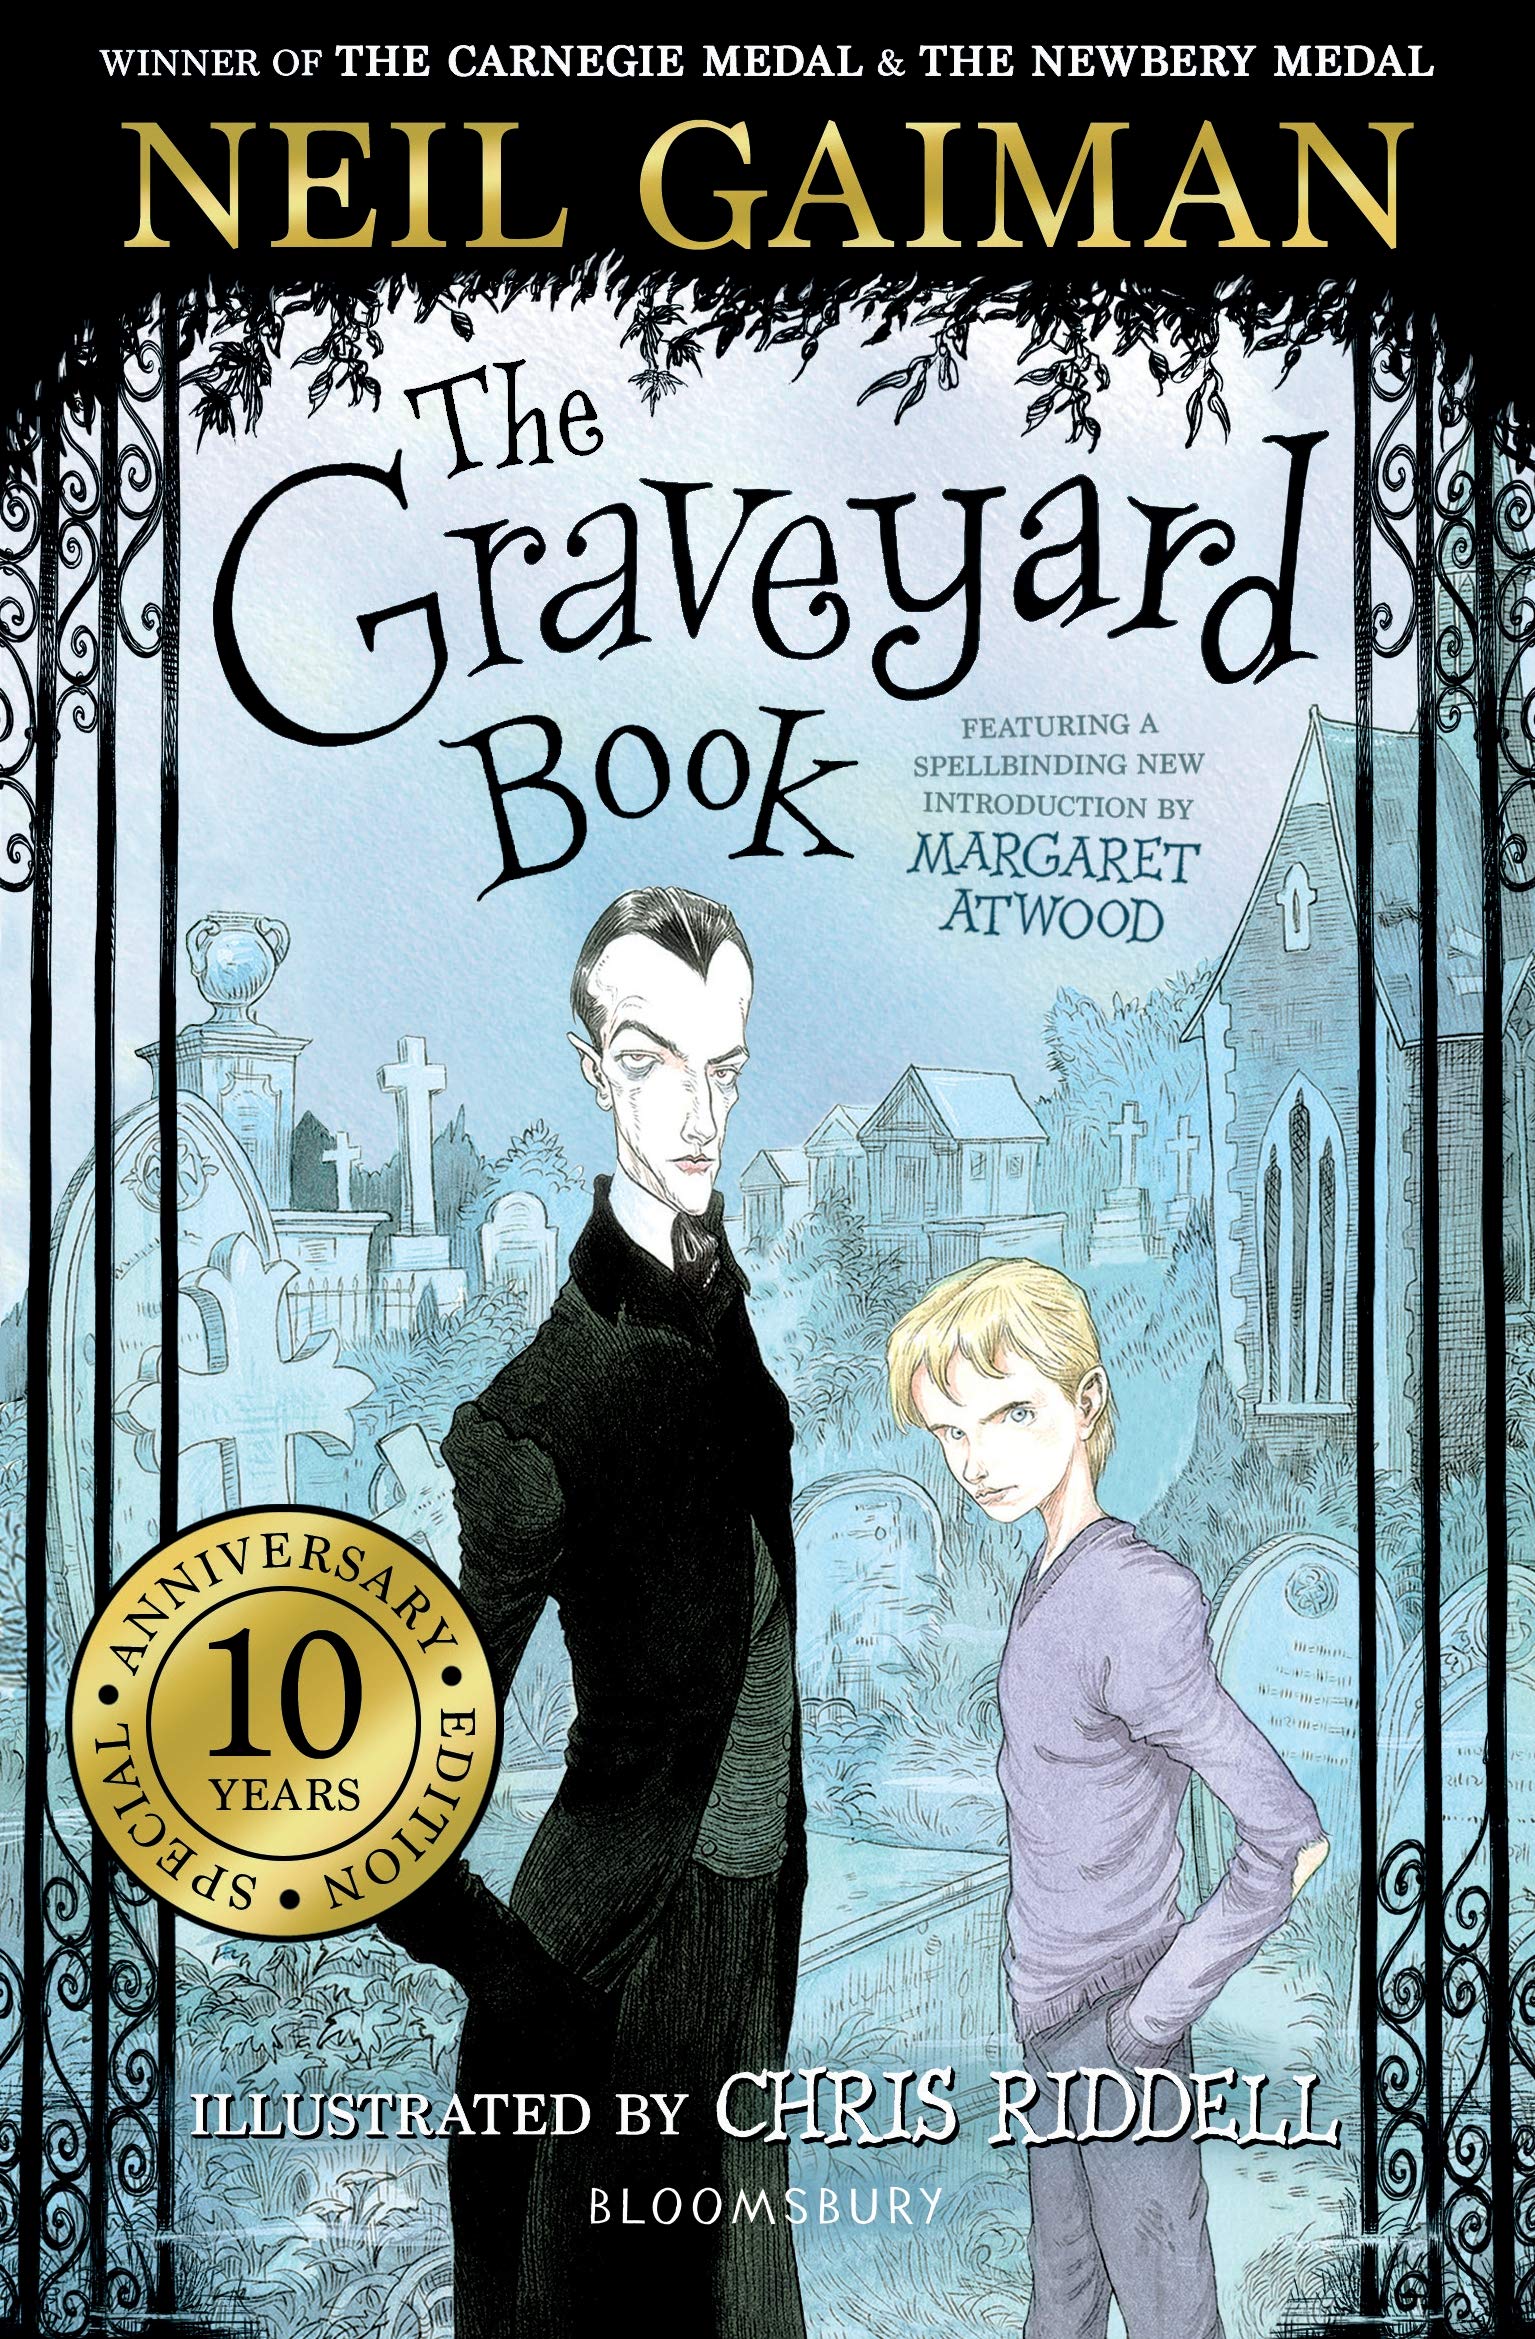 WINNER OF THE CARNEGIE MEDAL & THE NEWBERY MEDAL
NEIL GAIMAN
The
Graveyard
Book
FEATURING A
SPELLBINDING NEW
INTRODUCTION BY
MARGARET
ATWOOD
SPECIAL • ANNIVERSARY • EDITION •
10
YEARS
ILLUSTRATED BY CHRIS RIDDELL
BLOOMSBURY